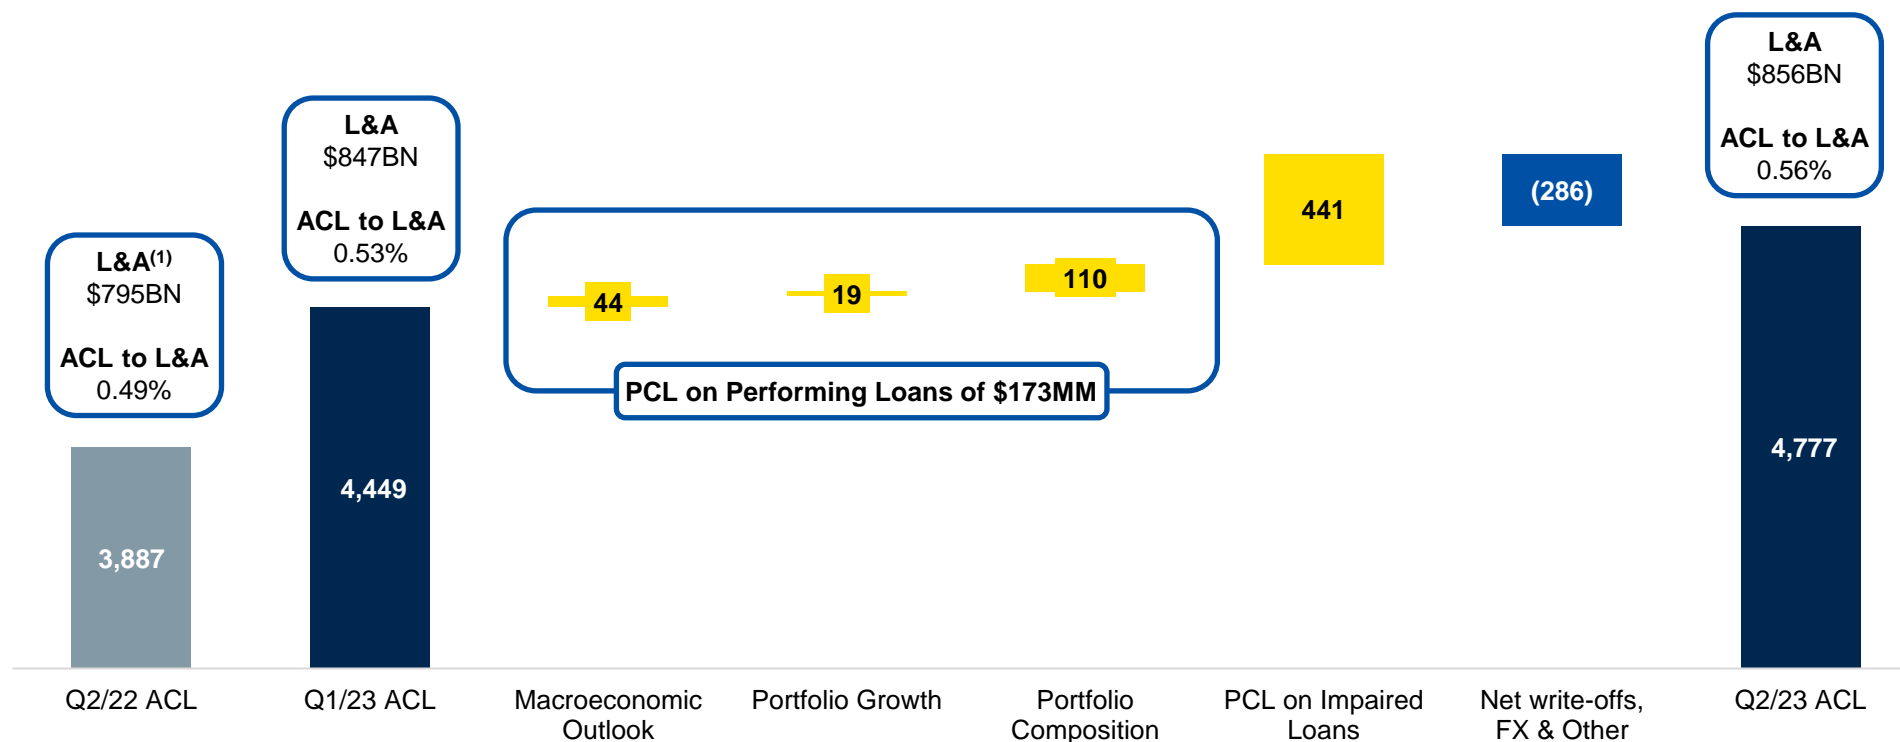 L&A
$856BN
ACL to L&A
0.56%
L&A
$847BN
ACL to L&A
0.53%
L&A(1)
$795BN
ACL to L&A
0.49%
44
19
110
441
(286)
PCL on Performing Loans of $173MM
3,887
4,449
4,777
Q2/22 ACL
Q1/23 ACL
Macroeconomic
Outlook
Portfolio Growth
Portfolio
Composition
PCL on Impaired
Loans
Net write-offs,
FX & Other
Q2/23 ACL